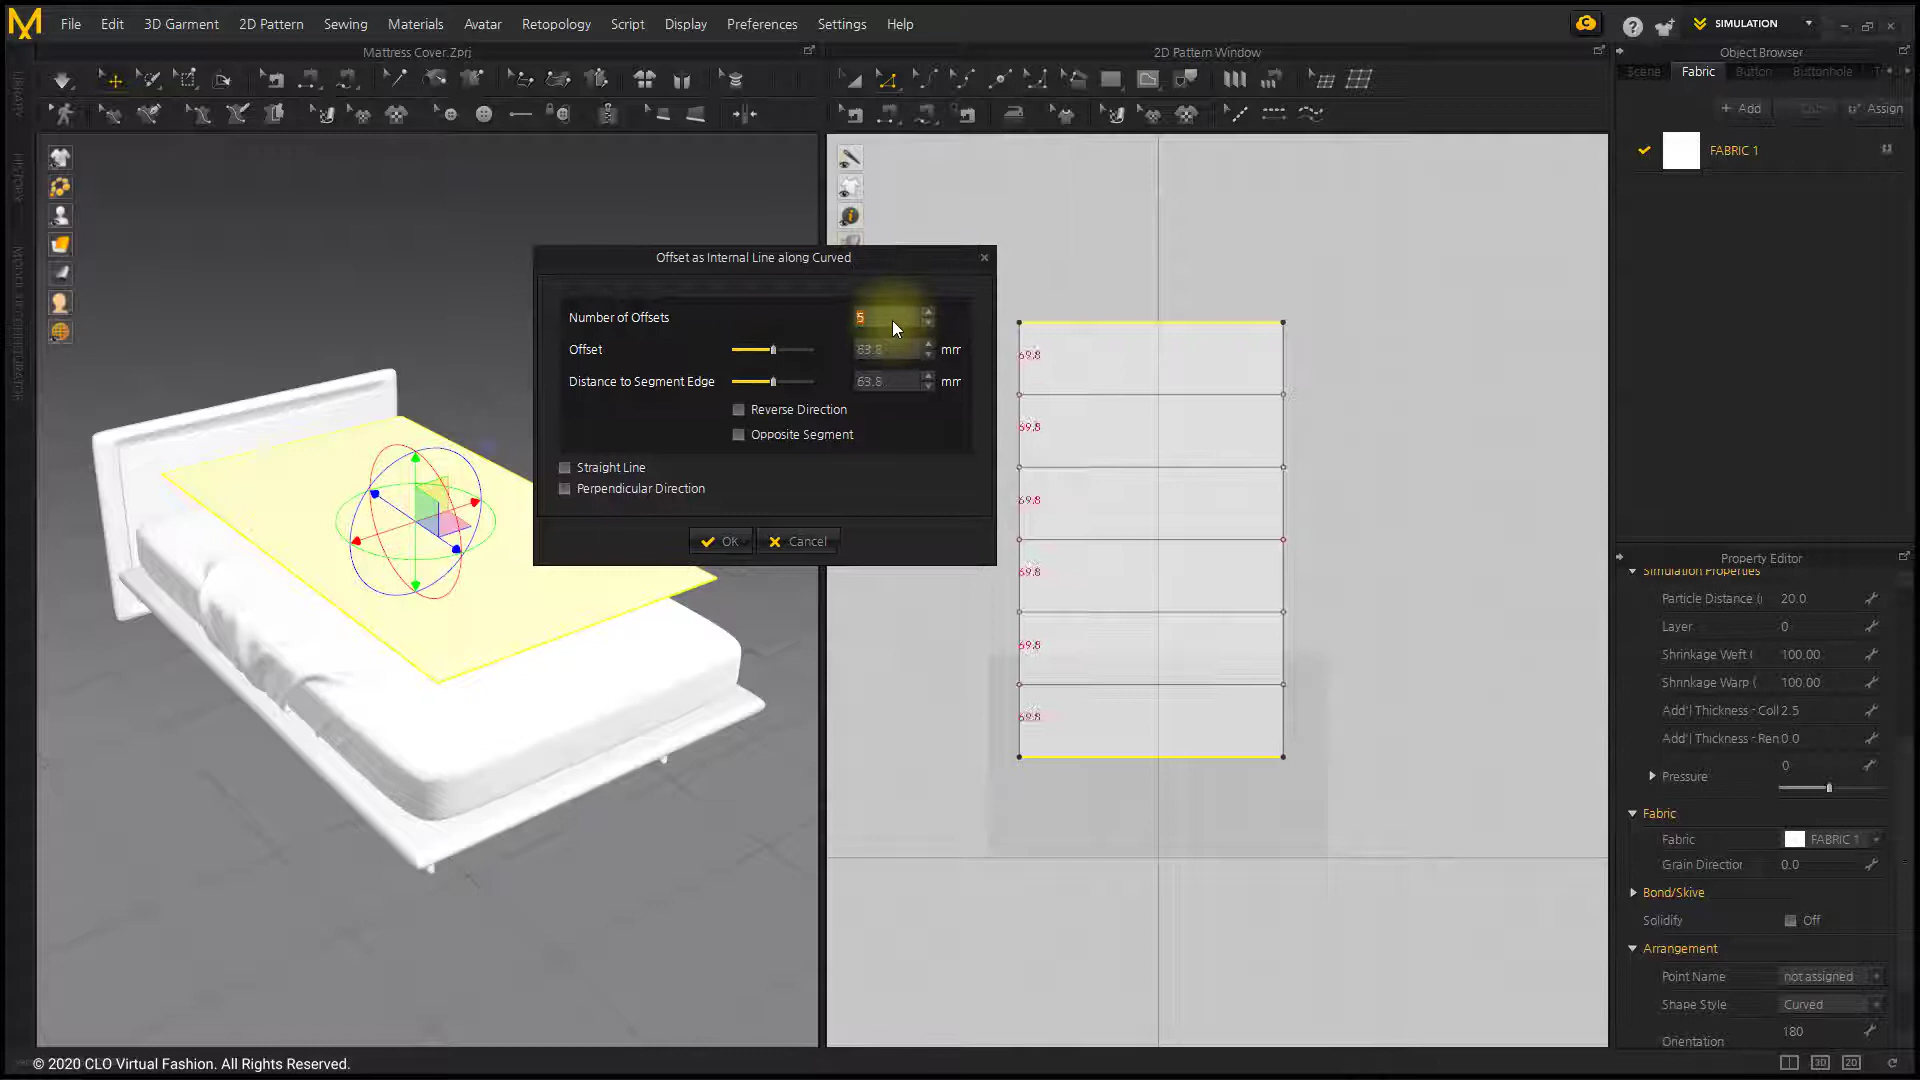 File Edit 3D Garment 2D Pattern Sewing Materials Avatar Retopology Script Display Preferences Settings Help
SIMULATION
Mattress Cover.Zprj
2D Pattern Window
Object Browser
Scene Fabric Button Buttonhole
+ Add
Assign
FABRIC 1
LIBRARY
HISTORY
MODULAR CONFIGURATOR
Offset as Internal Line along Curved
Number of Offsets 5
Offset 63.8 mm
Distance to Segment Edge 63.8 mm
Reverse Direction
Opposite Segment
Straight Line
Perpendicular Direction
OK Cancel
69.8
69.8
69.8
69.8
69.8
69.8
Property Editor
Simulation Properties
Particle Distance ( 20.0
Layer 0
Shrinkage Weft ( 100.00
Shrinkage Warp ( 100.00
Add'l Thickness - Coll 2.5
Add'l Thickness - Ren 0.0
Pressure 0
Fabric
Fabric FABRIC 1
Grain Direction 0.0
Bond/Skive
Solidify Off
Arrangement
Point Name not assigned
Shape Style Curved
Orientation 180
© 2020 CLO Virtual Fashion. All Rights Reserved.
3D 2D